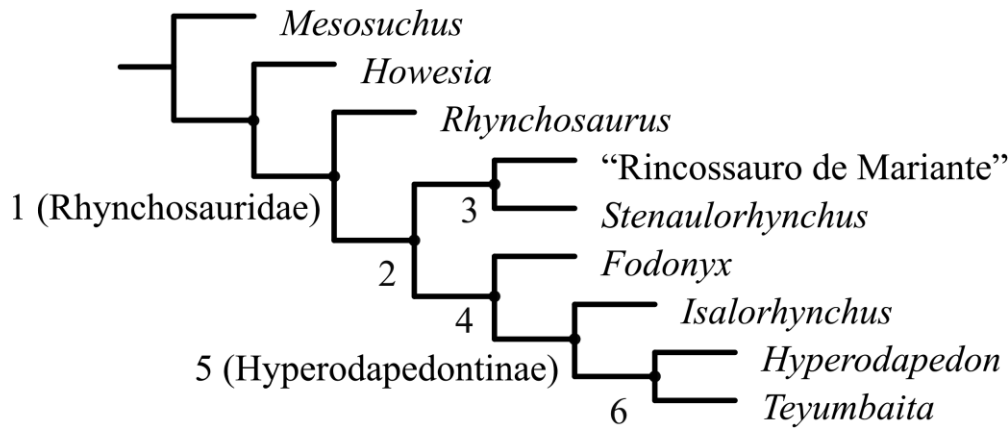 Mesosuchus
Howesia
Rhynchosaurus
“Rincossauro de Mariante”
1 (Rhynchosauridae)
3
Stenaulorhynchus
2
Fodonyx
4
Isalorhynchus
5 (Hyperodapedontinae)
Hyperodapedon
6
Teyumbaita